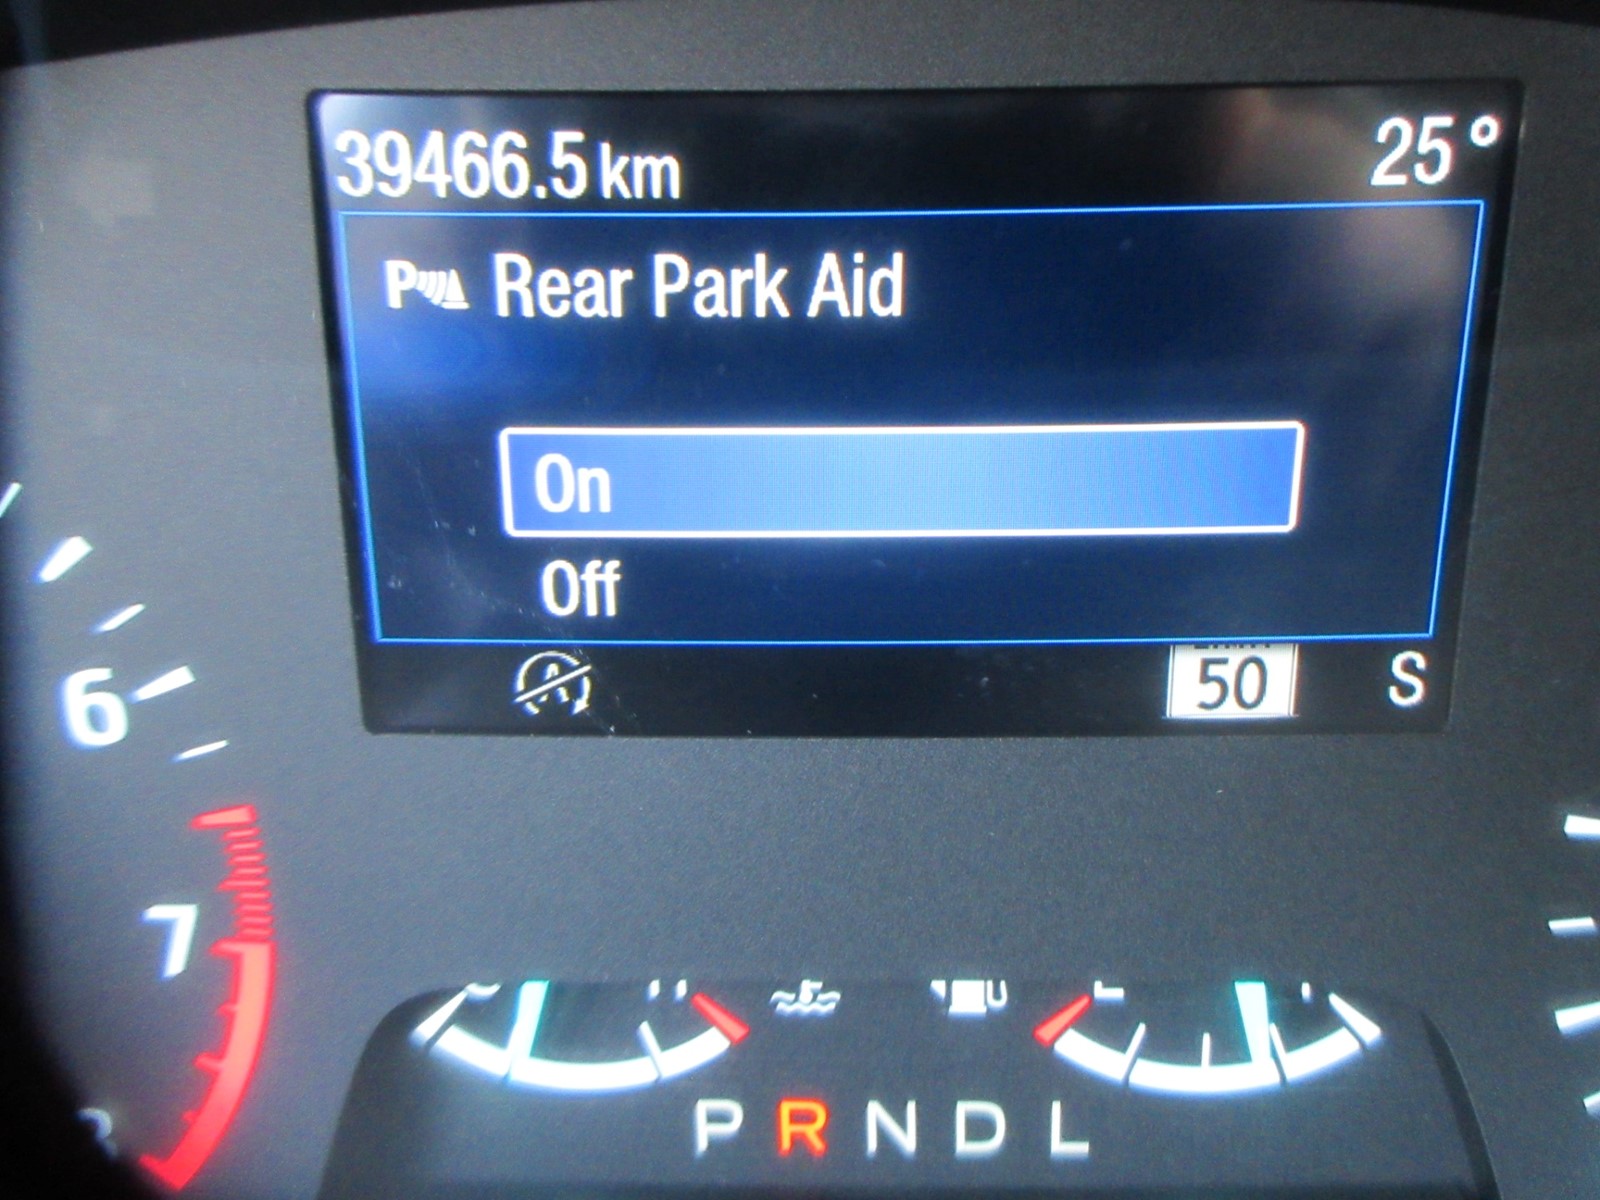 39466.5 km 25°
P Rear Park Aid
On
Off
A 50 S
6
7
P R N D L